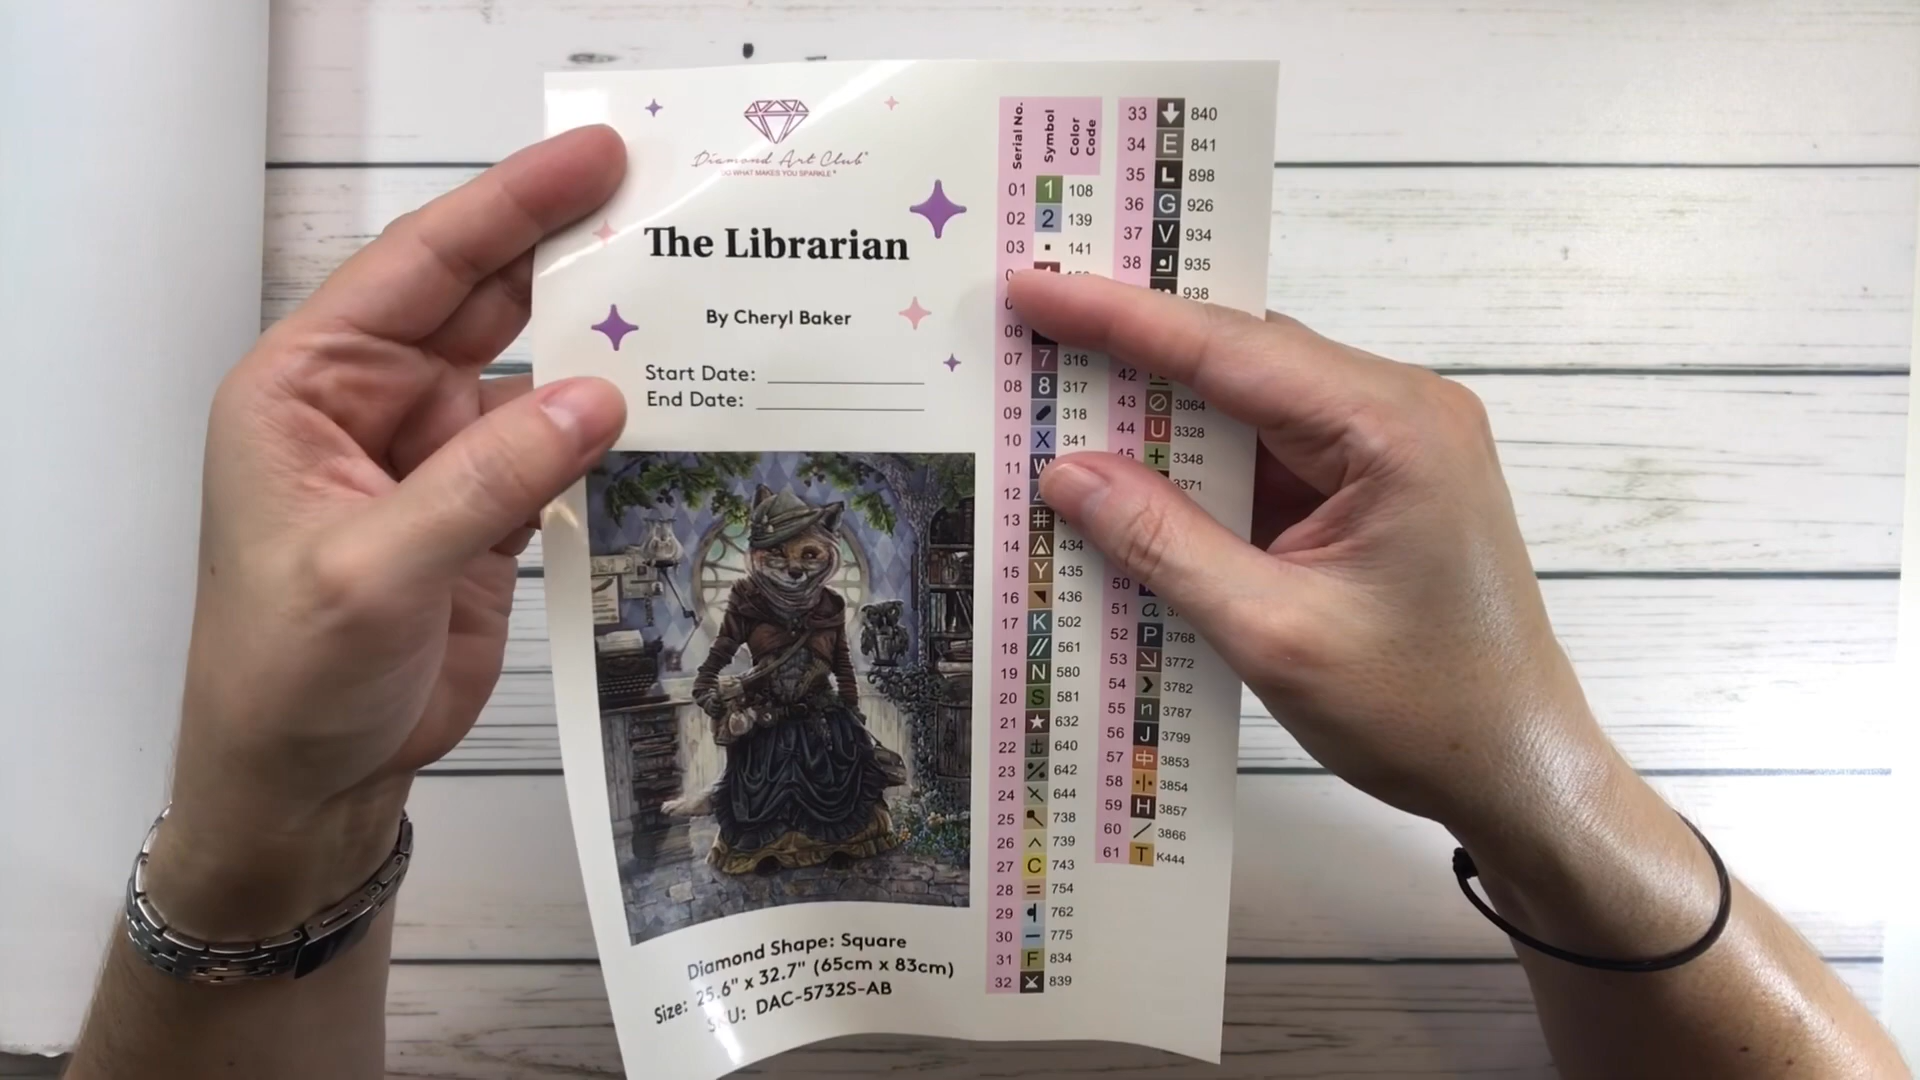 Diamond Art Club®
DO WHAT MAKES YOU SPARKLE®
The Librarian
By Cheryl Baker
Start Date:
End Date:
Diamond Shape: Square
Size: 25.6" x 32.7" (65cm x 83cm)
SKU: DAC-5732S-AB
Serial No. Symbol Color Code
01 1 108
02 2 139
03 141
06
07 7 316
08 8 317
09 318
10 X 341
11 W
12
13 #
14 434
15 Y 435
16 436
17 K 502
18 // 561
19 N 580
20 S 581
21 ★ 632
22 640
23 642
24 644
25 738
26 739
27 C 743
28 = 754
29 762
30 – 775
31 F 834
32 839
33 840
34 E 841
35 L 898
36 G 926
37 V 934
38 935
938
42
43 3064
44 U 3328
45 + 3348
3371
50
51 a
52 P 3768
53 3772
54 3782
55 n 3787
56 J 3799
57 中 3853
58 3854
59 H 3857
60 / 3866
61 T K444